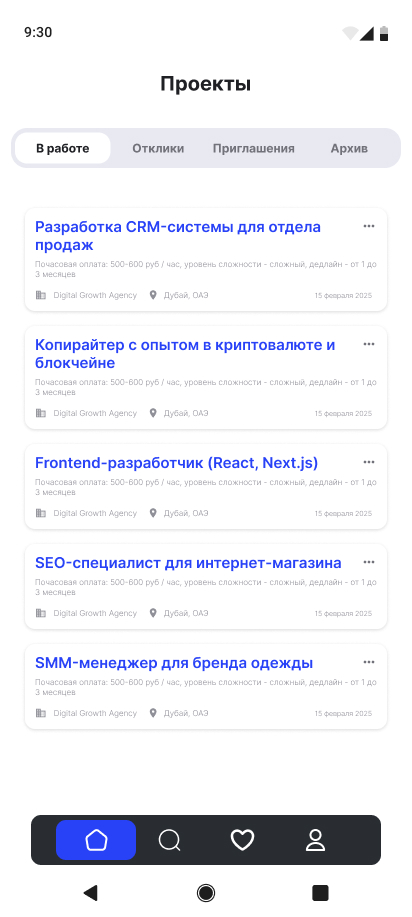 9:30
Проекты
В работе Отклики Приглашения Архив
Разработка CRM-системы для отдела
продаж
Почасовая оплата: 500-600 руб / час, уровень сложности - сложный, дедлайн - от 1 до
3 месяцев
Digital Growth Agency Дубай, ОАЭ 15 февраля 2025
Копирайтер с опытом в криптовалюте и
блокчейне
Почасовая оплата: 500-600 руб / час, уровень сложности - сложный, дедлайн - от 1 до
3 месяцев
Digital Growth Agency Дубай, ОАЭ 15 февраля 2025
Frontend-разработчик (React, Next.js)
Почасовая оплата: 500-600 руб / час, уровень сложности - сложный, дедлайн - от 1 до
3 месяцев
Digital Growth Agency Дубай, ОАЭ 15 февраля 2025
SEO-специалист для интернет-магазина
Почасовая оплата: 500-600 руб / час, уровень сложности - сложный, дедлайн - от 1 до
3 месяцев
Digital Growth Agency Дубай, ОАЭ 15 февраля 2025
SMM-менеджер для бренда одежды
Почасовая оплата: 500-600 руб / час, уровень сложности - сложный, дедлайн - от 1 до
3 месяцев
Digital Growth Agency Дубай, ОАЭ 15 февраля 2025